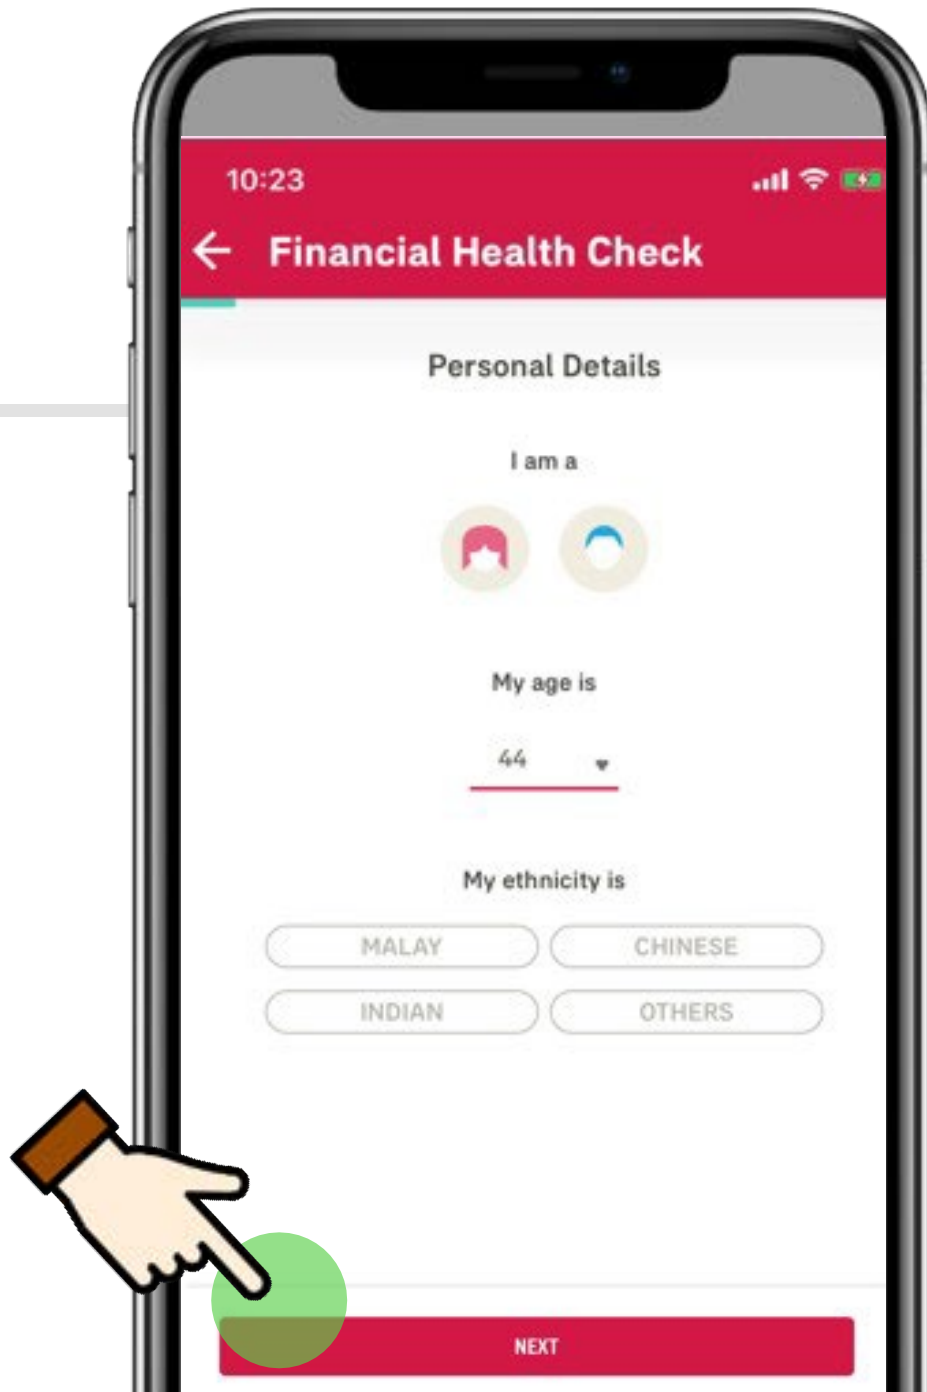 10:23
Financial Health Check
Personal Details
I am a
My age is
44
My ethnicity is
MALAY CHINESE
INDIAN OTHERS
NEXT